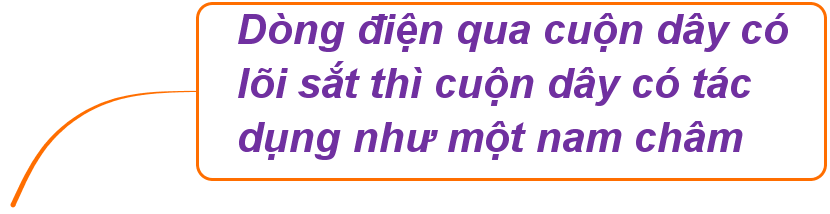 Dòng điện qua cuộn dây có
lõi sắt thì cuộn dây có tác
dụng như một nam châm